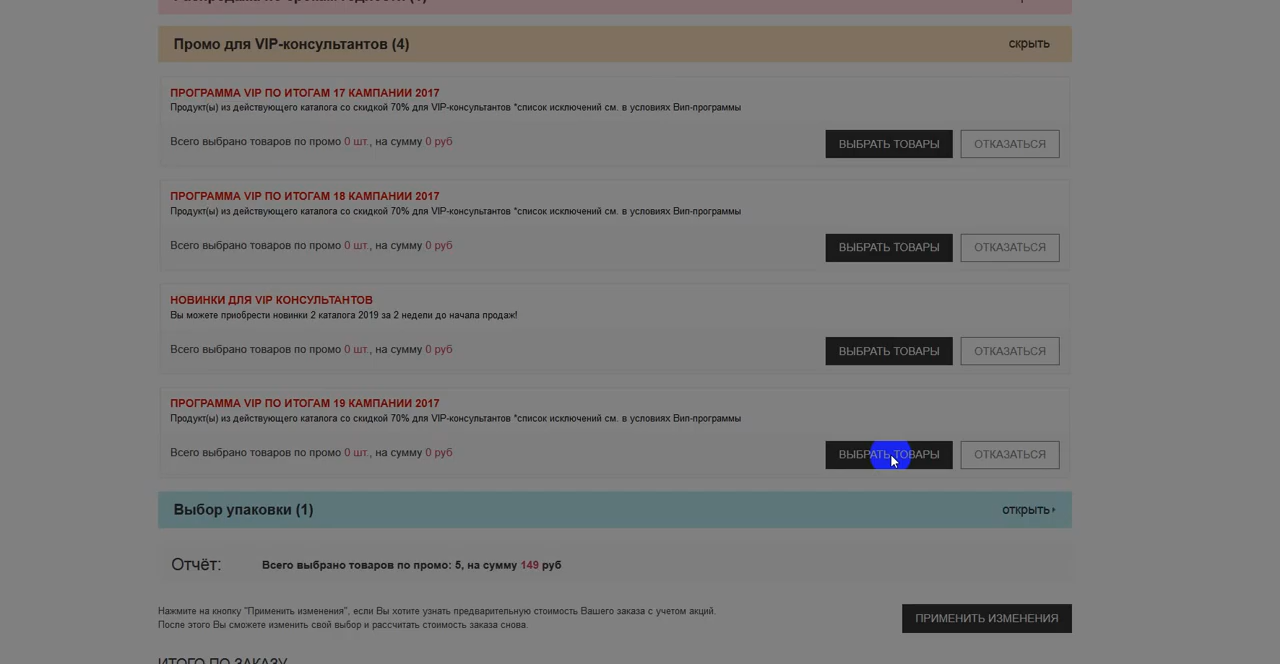 Распродажа по срокам годности (1)
Промо для VIP-консультантов (4)
скрыть
ПРОГРАММА VIP ПО ИТОГАМ 17 КАМПАНИИ 2017
Продукт(ы) из действующего каталога со скидкой 70% для VIP-консультантов *список исключений см. в условиях Вип-программы
Всего выбрано товаров по промо 0 шт., на сумму 0 руб
ВЫБРАТЬ ТОВАРЫ
ОТКАЗАТЬСЯ
ПРОГРАММА VIP ПО ИТОГАМ 18 КАМПАНИИ 2017
Продукт(ы) из действующего каталога со скидкой 70% для VIP-консультантов *список исключений см. в условиях Вип-программы
Всего выбрано товаров по промо 0 шт., на сумму 0 руб
ВЫБРАТЬ ТОВАРЫ
ОТКАЗАТЬСЯ
НОВИНКИ ДЛЯ VIP КОНСУЛЬТАНТОВ
Вы можете приобрести новинки 2 каталога 2019 за 2 недели до начала продаж!
Всего выбрано товаров по промо 0 шт., на сумму 0 руб
ВЫБРАТЬ ТОВАРЫ
ОТКАЗАТЬСЯ
ПРОГРАММА VIP ПО ИТОГАМ 19 КАМПАНИИ 2017
Продукт(ы) из действующего каталога со скидкой 70% для VIP-консультантов *список исключений см. в условиях Вип-программы
Всего выбрано товаров по промо 0 шт., на сумму 0 руб
ВЫБРАТЬ ТОВАРЫ
ОТКАЗАТЬСЯ
Выбор упаковки (1)
открыть
Отчёт:
Всего выбрано товаров по промо: 5, на сумму 149 руб
Нажмите на кнопку "Применить изменения", если Вы хотите узнать предварительную стоимость Вашего заказа с учетом акций.
После этого Вы сможете изменить свой выбор и рассчитать стоимость заказа снова.
ПРИМЕНИТЬ ИЗМЕНЕНИЯ
ИТОГО ПО ЗАКАЗУ